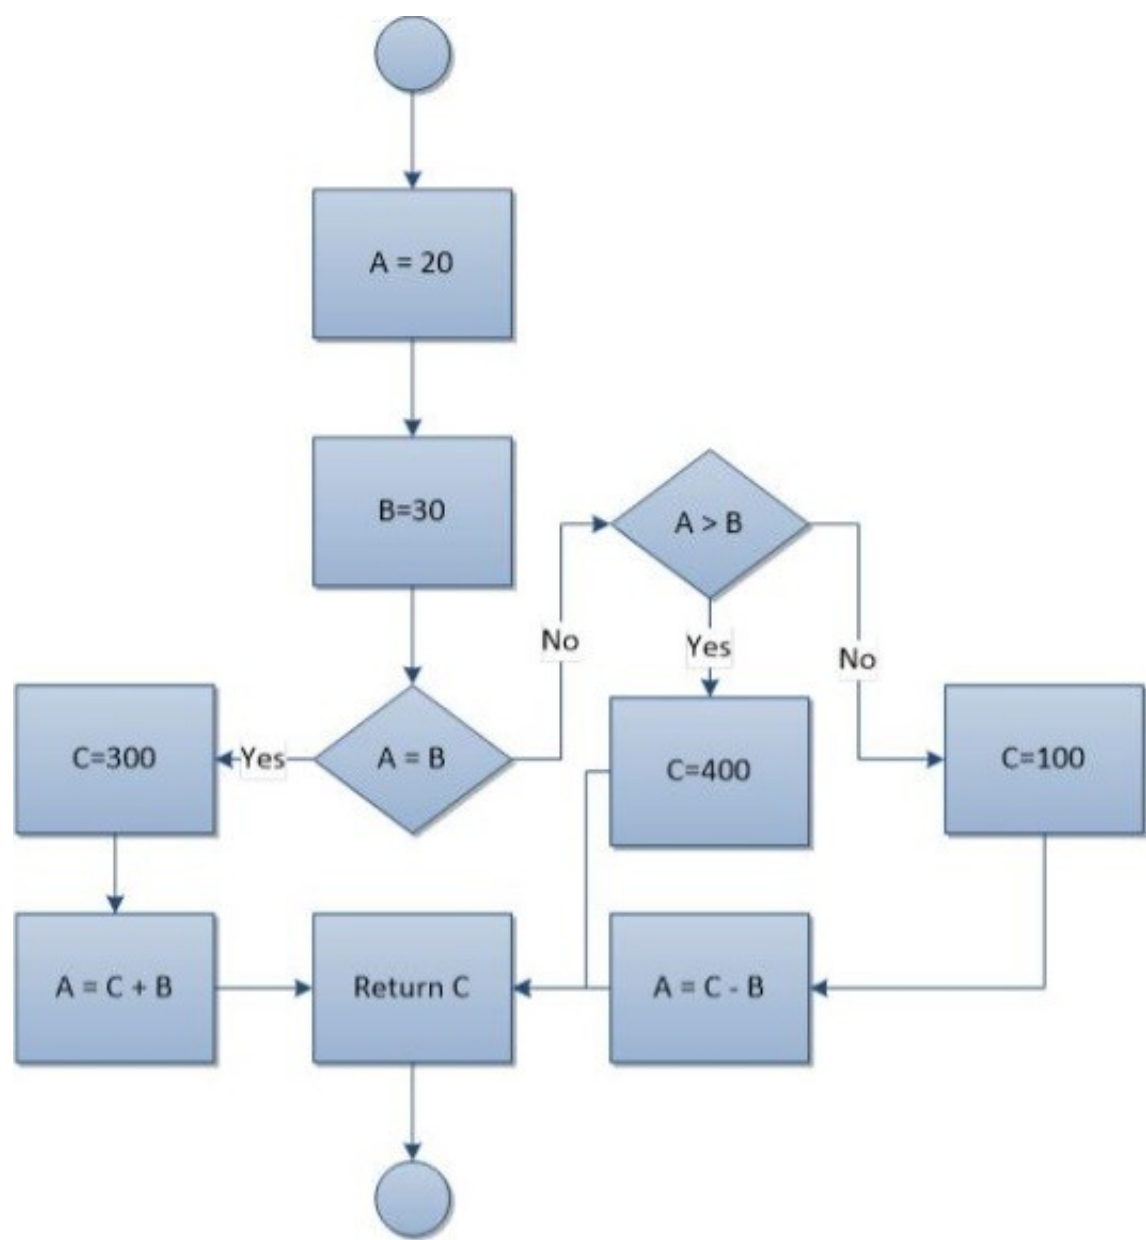 A = 20
B=30
A > B
No
Yes
No
C=300
Yes
A = B
C=400
C=100
A = C + B
Return C
A = C - B